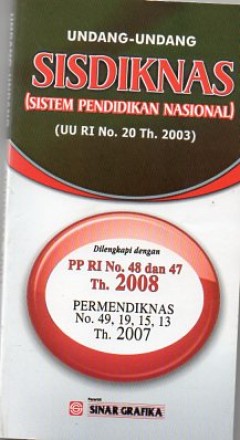 UNDANG-UNDANG
SISDIKNAS
(SISTEM PENDIDIKAN NASIONAL)
(UU RI No. 20 Th. 2003)
Dilengkapi dengan
PP RI No. 48 dan 47
Th. 2008
PERMENDIKNAS
No. 49, 19, 15, 13
Th. 2007
Penerbit
SINAR GRAFIKA